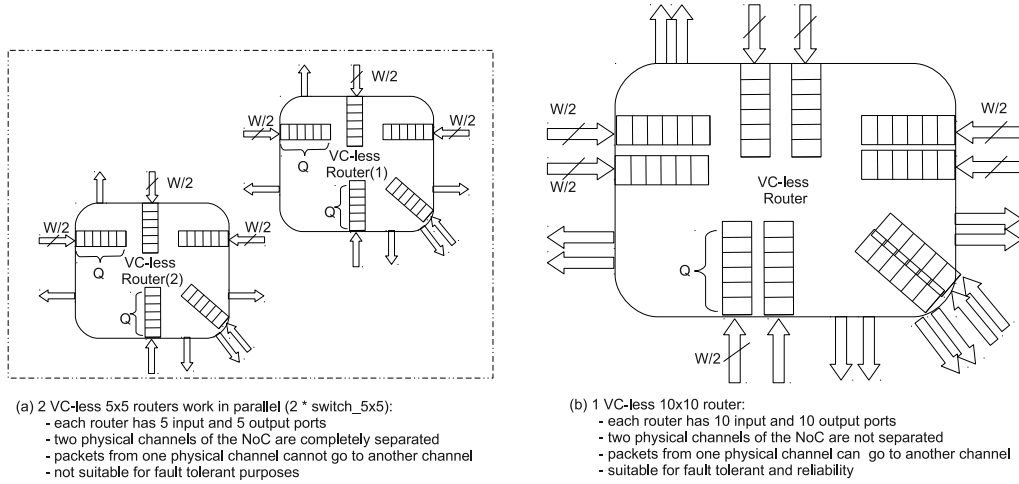 W/2
W/2
W/2
Q
VC-less
Router(1)
Q
W/2
W/2
W/2
Q
VC-less
Router(2)
Q
(a) 2 VC-less 5x5 routers work in parallel (2 * switch_5x5):
- each router has 5 input and 5 output ports
- two physical channels of the NoC are completely separated
- packets from one physical channel cannot go to another channel
- not suitable for fault tolerant purposes
W/2
W/2
W/2
W/2
VC-less
Router
Q
W/2
(b) 1 VC-less 10x10 router:
- each router has 10 input and 10 output ports
- two physical channels of the NoC are not separated
- packets from one physical channel can go to another channel
- suitable for fault tolerant and reliability